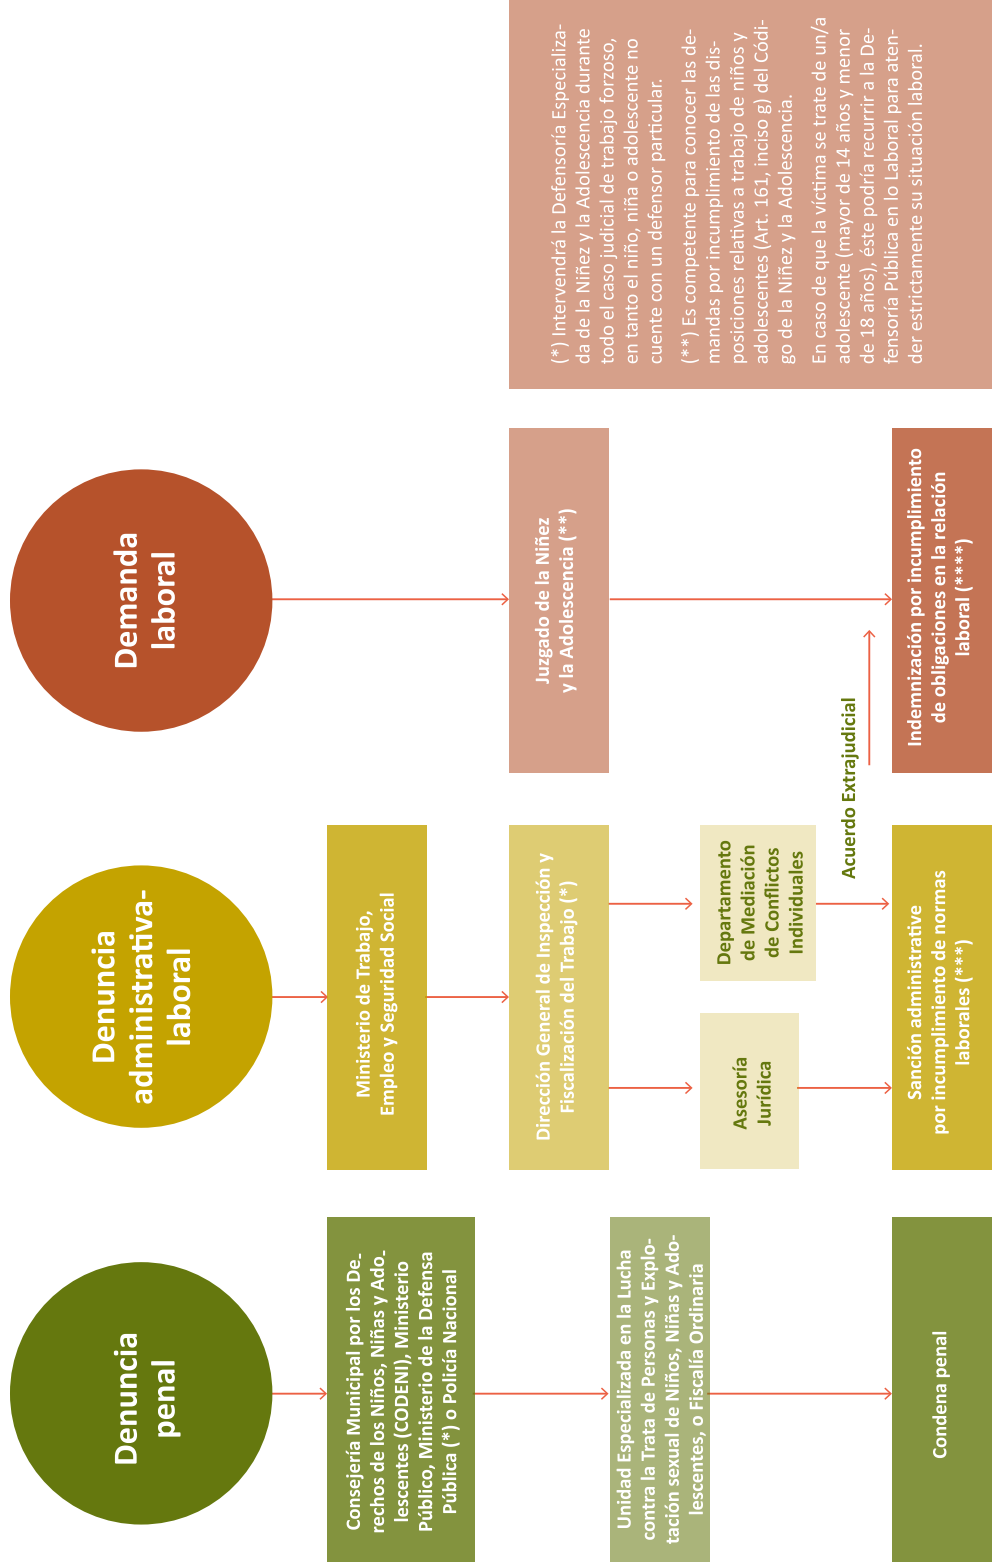 Denuncia
penal
Consejería Municipal por los De-
rechos de los Niños, Niñas y Ado-
lescentes (CODENI), Ministerio
Público, Ministerio de la Defensa
Pública (*) o Policía Nacional
Unidad Especializada en la Lucha
contra la Trata de Personas y Explo-
tación sexual de Niños, Niñas y Ado-
lescentes, o Fiscalía Ordinaria
Condena penal
Denuncia
administrativa-
laboral
Ministerio de Trabajo,
Empleo y Seguridad Social
Dirección General de Inspección y
Fiscalización del Trabajo (*)
Asesoría
Jurídica
Departamento
de Mediación
de Conflictos
Individuales
Acuerdo Extrajudicial
Sanción administrative
por incumplimiento de normas
laborales (***)
Demanda
laboral
Juzgado de la Niñez
y la Adolescencia (**)
Indemnización por incumplimiento
de obligaciones en la relación
laboral (****)
(*) Intervendrá la Defensoría Especializa-
da de la Niñez y la Adolescencia durante
todo el caso judicial de trabajo forzoso,
en tanto el niño, niña o adolescente no
cuente con un defensor particular.
(**) Es competente para conocer las de-
mandas por incumplimiento de las dis-
posiciones relativas a trabajo de niños y
adolescentes (Art. 161, inciso g) del Códi-
go de la Niñez y la Adolescencia.
En caso de que la víctima se trate de un/a
adolescente (mayor de 14 años y menor
de 18 años), éste podría recurrir a la De-
fensoría Pública en lo Laboral para aten-
der estrictamente su situación laboral.